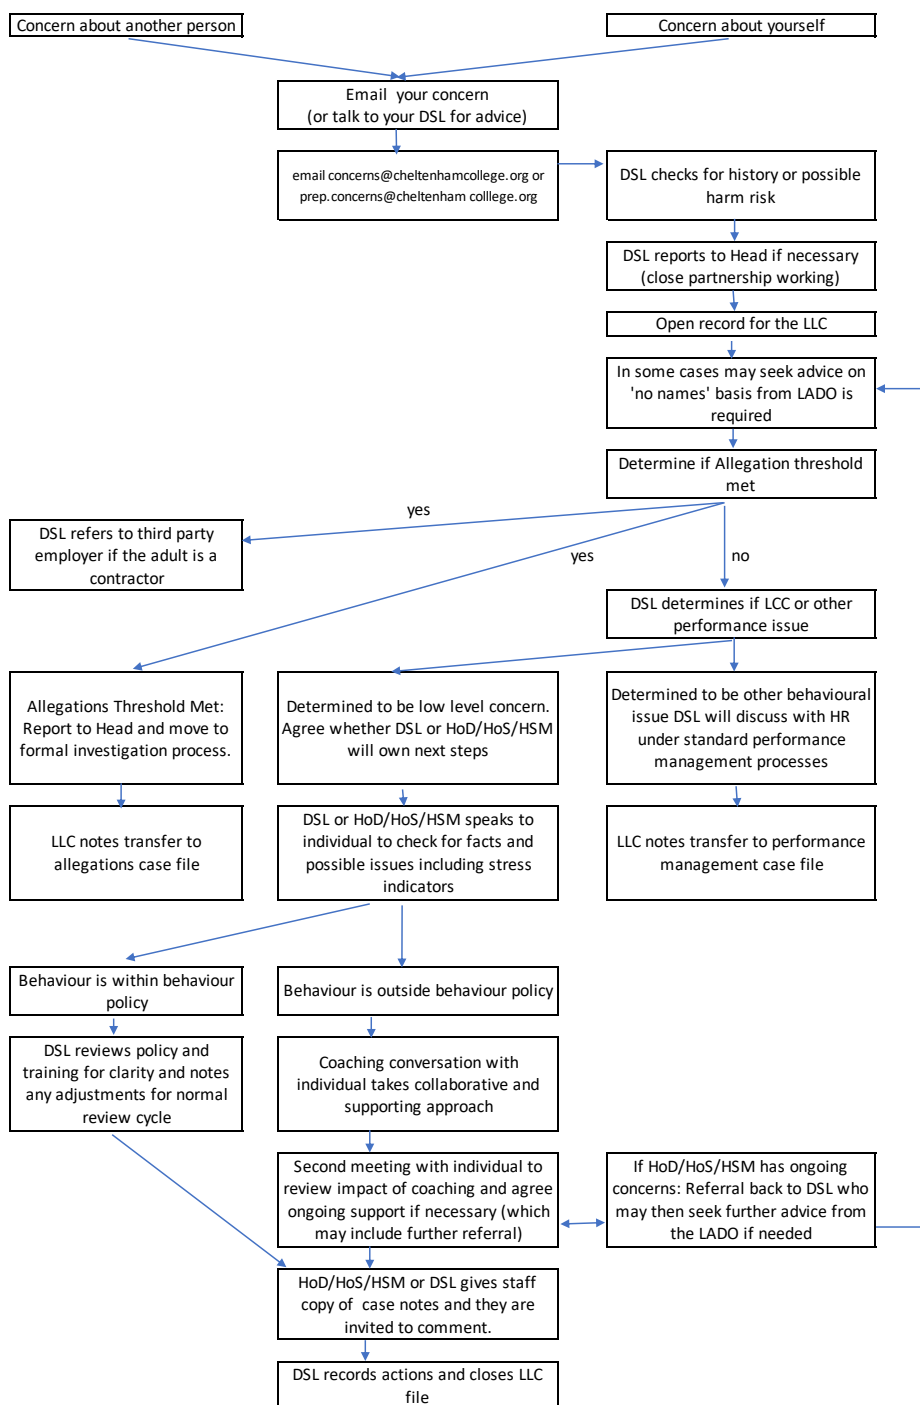 Concern about another person
Concern about yourself
Email  your concern
(or talk to your DSL for advice)
email concerns@cheltenhamcollege.org or
prep.concerns@cheltenham colllege.org
DSL checks for history or possible
harm risk
DSL reports to Head if necessary
(close partnership working)
Open record for the LLC
In some cases may seek advice on
'no names' basis from LADO is
required
Determine if Allegation threshold
met
yes
yes
no
DSL refers to third party
employer if the adult is a
contractor
DSL determines if LCC or other
performance issue
Allegations Threshold Met:
Report to Head and move to
formal investigation process.
Determined to be low level concern.
Agree whether DSL or HoD/HoS/HSM
will own next steps
Determined to be other behavioural
issue DSL will discuss with HR
under standard performance
management processes
LLC notes transfer to
allegations case file
DSL or HoD/HoS/HSM speaks to
individual to check for facts and
possible issues including stress
indicators
LLC notes transfer to performance
management case file
Behaviour is within behaviour
policy
Behaviour is outside behaviour policy
DSL reviews policy and
training for clarity and notes
any adjustments for normal
review cycle
Coaching conversation with
individual takes collaborative and
supporting approach
Second meeting with individual to
review impact of coaching and agree
ongoing support if necessary (which
may include further referral)
If HoD/HoS/HSM has ongoing
concerns: Referral back to DSL who
may then seek further advice from
the LADO if needed
HoD/HoS/HSM or DSL gives staff
copy of  case notes and they are
invited to comment.
DSL records actions and closes LLC
file